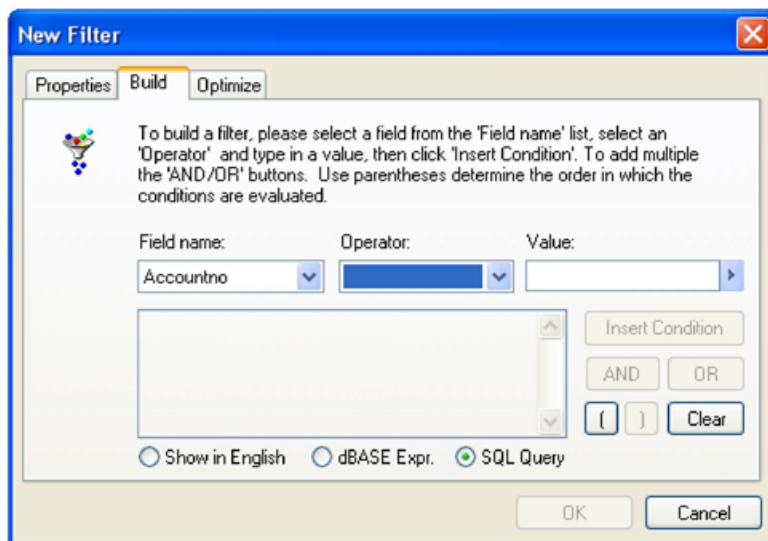 New Filter
Properties Build Optimize
To build a filter, please select a field from the 'Field name' list, select an
'Operator' and type in a value, then click 'Insert Condition'. To add multiple
the 'AND/OR' buttons. Use parentheses determine the order in which the
conditions are evaluated.
Field name: Operator: Value:
Accountno
Insert Condition
AND OR
( ) Clear
Show in English dBASE Expr. SQL Query
OK Cancel